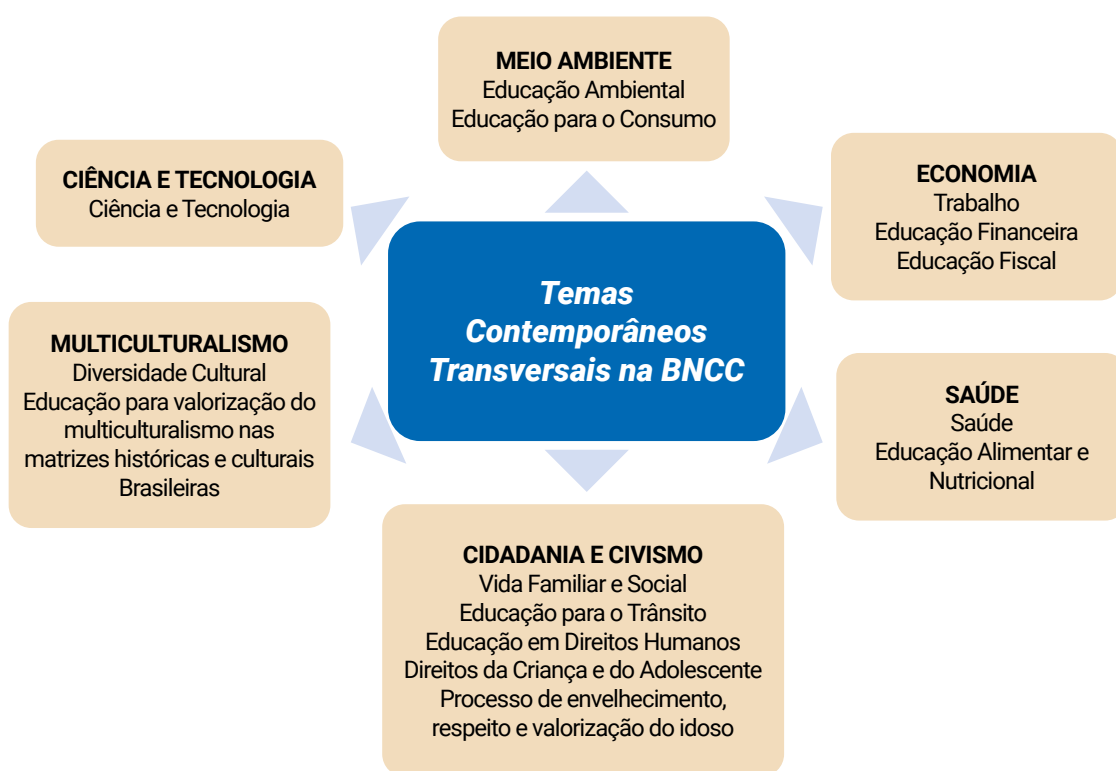 MEIO AMBIENTE
Educação Ambiental
Educação para o Consumo
CIÊNCIA E TECNOLOGIA
Ciência e Tecnologia
ECONOMIA
Trabalho
Educação Financeira
Educação Fiscal
Temas
Contemporâneos
Transversais na BNCC
MULTICULTURALISMO
Diversidade Cultural
Educação para valorização do
multiculturalismo nas
matrizes históricas e culturais
Brasileiras
SAÚDE
Saúde
Educação Alimentar e
Nutricional
CIDADANIA E CIVISMO
Vida Familiar e Social
Educação para o Trânsito
Educação em Direitos Humanos
Direitos da Criança e do Adolescente
Processo de envelhecimento,
respeito e valorização do idoso